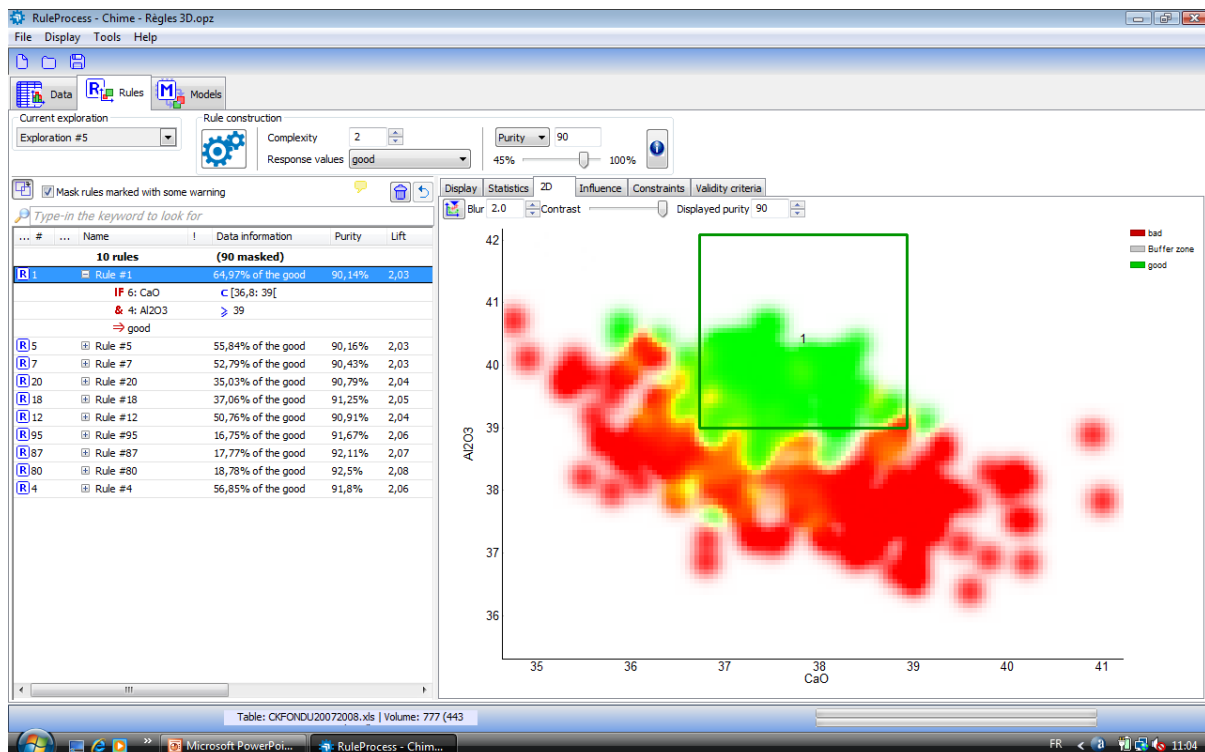 RuleProcess - Chime - Règles 3D.opz
File Display Tools Help
Data Rules Models
Current exploration
Exploration #5
Rule construction
Complexity 2
Response values good
Purity 90
45% 100%
Mask rules marked with some warning
Type-in the keyword to look for
... # ... Name ! Data information Purity Lift
10 rules (90 masked)
R 1 Rule #1 64,97% of the good 90,14% 2,03
IF 6: CaO ⊂ [36,8: 39[
& 4: Al2O3 ⩾ 39
⇒ good
R 5 Rule #5 55,84% of the good 90,16% 2,03
R 7 Rule #7 52,79% of the good 90,43% 2,03
R 20 Rule #20 35,03% of the good 90,79% 2,04
R 18 Rule #18 37,06% of the good 91,25% 2,05
R 12 Rule #12 50,76% of the good 90,91% 2,04
R 95 Rule #95 16,75% of the good 91,67% 2,06
R 87 Rule #87 17,77% of the good 92,11% 2,07
R 80 Rule #80 18,78% of the good 92,5% 2,08
R 4 Rule #4 56,85% of the good 91,8% 2,06
Display Statistics 2D Influence Constraints Validity criteria
Blur 2.0 Contrast Displayed purity 90
bad
Buffer zone
good
42
41
40
39
38
37
36
Al2O3
1
35 36 37 38 39 40 41
CaO
Table: CKFONDU20072008.xls | Volume: 777 (443
Microsoft PowerPoi... RuleProcess - Chim... FR 11:04